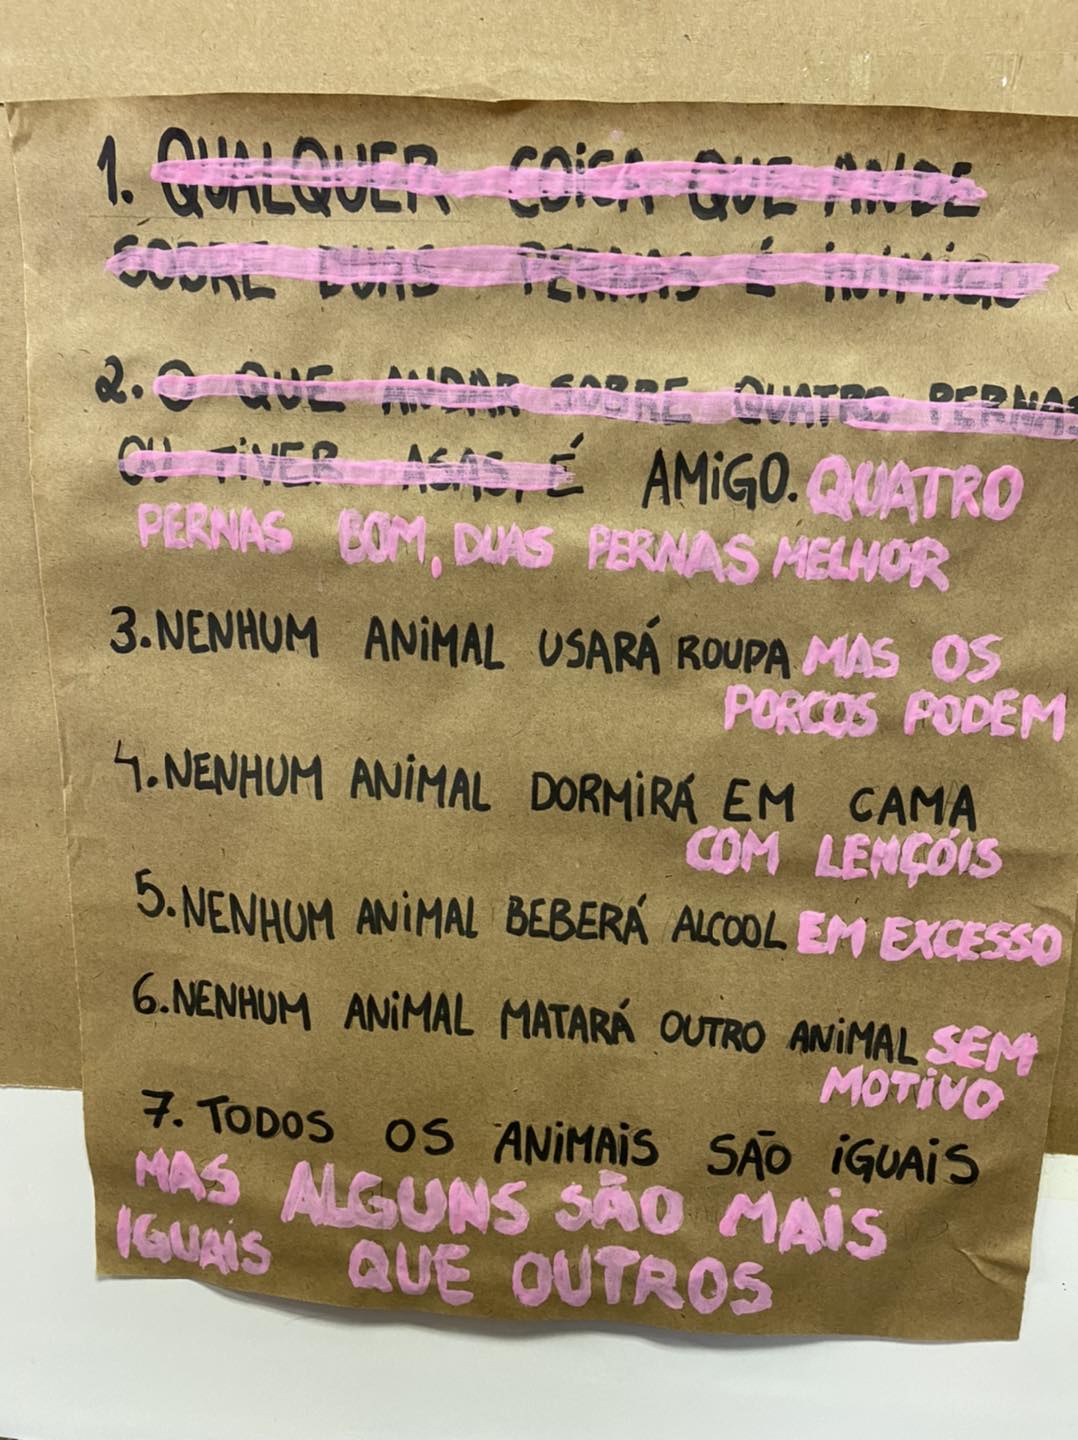 1. QUALQUER COISA QUE ANDE
SOBRE DUAS PERNAS É INIMIGO
2. O QUE ANDAR SOBRE QUATRO PERNAS
OU TIVER ASAS, É AMIGO. QUATRO
PERNAS BOM, DUAS PERNAS MELHOR
3. NENHUM ANIMAL USARÁ ROUPA MAS OS
PORCOS PODEM
4. NENHUM ANIMAL DORMIRÁ EM CAMA
COM LENÇÓIS
5. NENHUM ANIMAL BEBERÁ ALCOOL EM EXCESSO
6. NENHUM ANIMAL MATARÁ OUTRO ANIMAL SEM
MOTIVO
7. TODOS OS ANIMAIS SÃO IGUAIS
MAS ALGUNS SÃO MAIS
IGUAIS QUE OUTROS